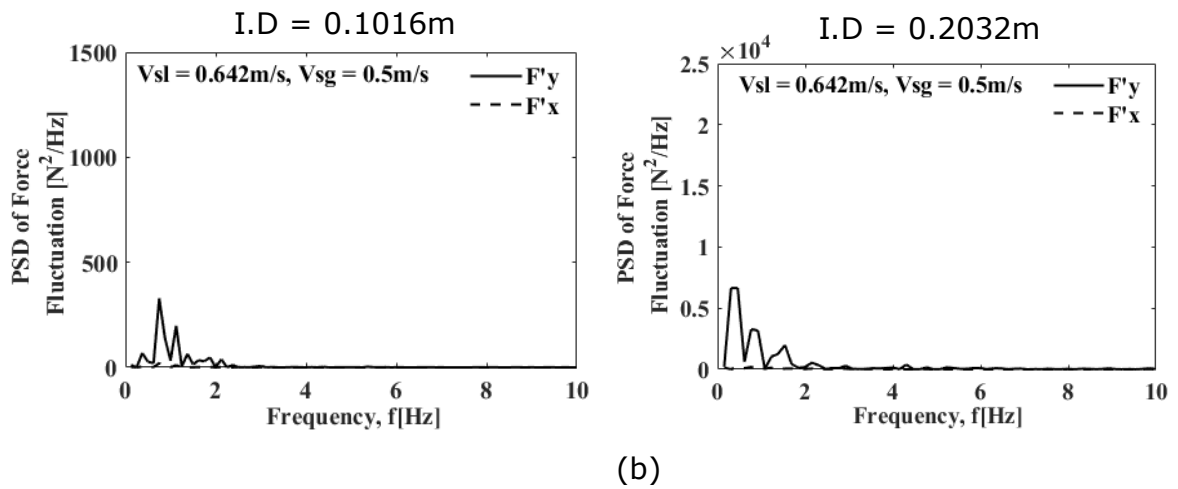 I.D = 0.1016m
1500
1000
500
0
0
2
4
6
8
10
Vsl = 0.642m/s, Vsg = 0.5m/s
F'y
F'x
PSD of Force
Fluctuation [N²/Hz]
Frequency, f[Hz]
I.D = 0.2032m
×10⁴
2.5
2
1.5
1
0.5
0
0
2
4
6
8
10
Vsl = 0.642m/s, Vsg = 0.5m/s
F'y
F'x
PSD of Force
Fluctuation [N²/Hz]
Frequency, f[Hz]
(b)